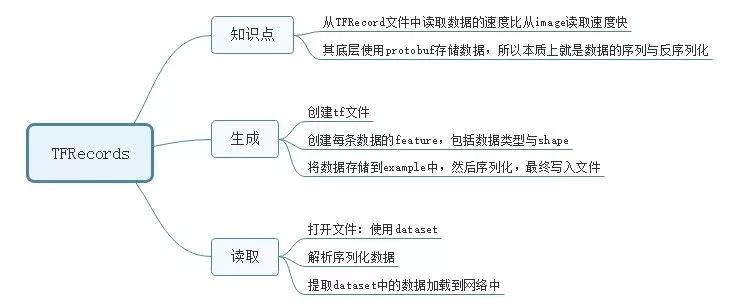 TFRecords
知识点
从TFRecord文件中读取数据的速度比从image读取速度快
其底层使用protobuf存储数据，所以本质上就是数据的序列与反序列化
生成
创建tf文件
创建每条数据的feature，包括数据类型与shape
将数据存储到example中，然后序列化，最终写入文件
读取
打开文件：使用dataset
解析序列化数据
提取dataset中的数据加载到网络中